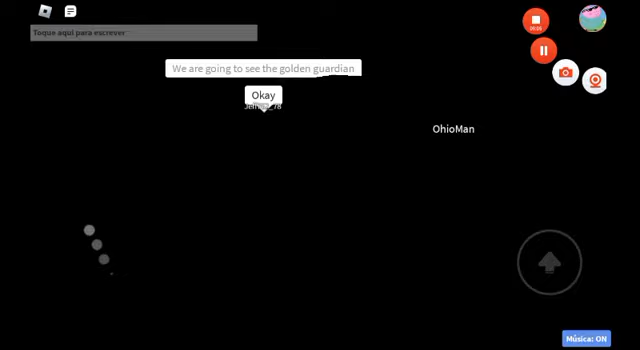 Toque aqui para escrever
We are going to see the golden guardian
Okay
OhioMan
Música: ON